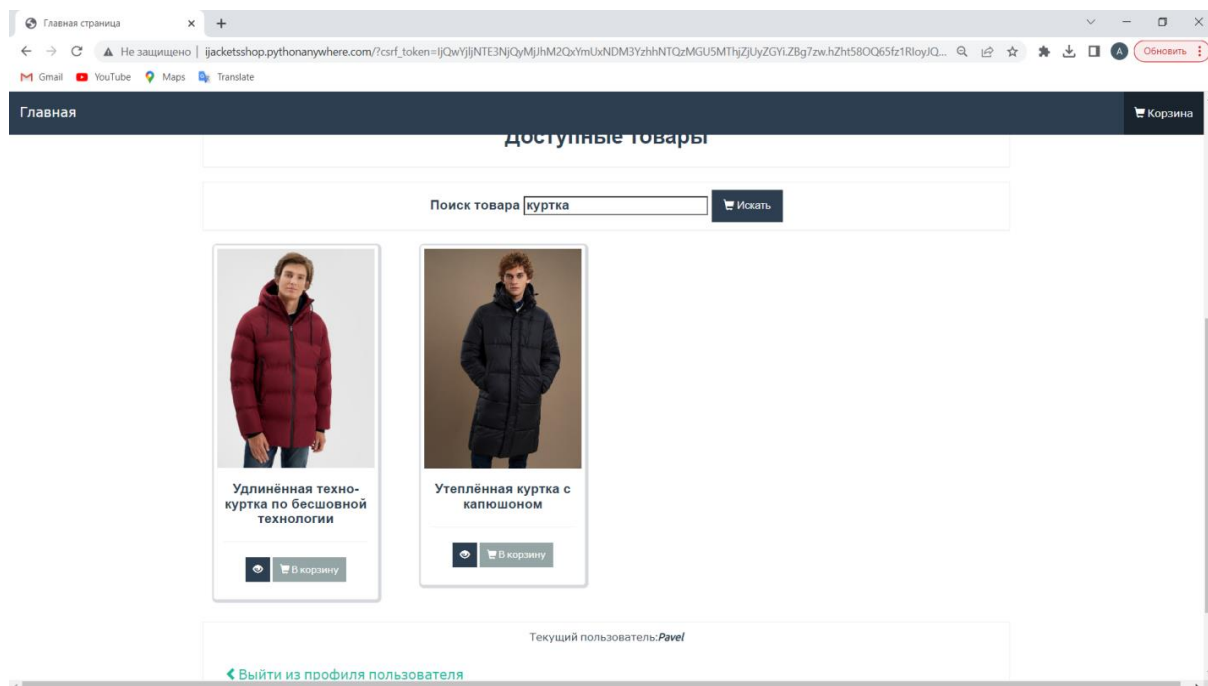 Главная страница
Не защищено | ijacketsshop.pythonanywhere.com/?csrf_token=IjQwYjljNTE3NjQyMjJhM2QxYmUxNDM3YzhhNTQzMGU5MThjZjUyZGYi.ZBg7zw.hZht58OQ65fz1RIoyJQ...
А
Обновить
Gmail YouTube Maps Translate
Главная
Корзина
Доступные товары
Поиск товара куртка Искать
Удлинённая техно-
куртка по бесшовной
технологии
В корзину
Утеплённая куртка с
капюшоном
В корзину
Текущий пользователь:Pavel
Выйти из профиля пользователя